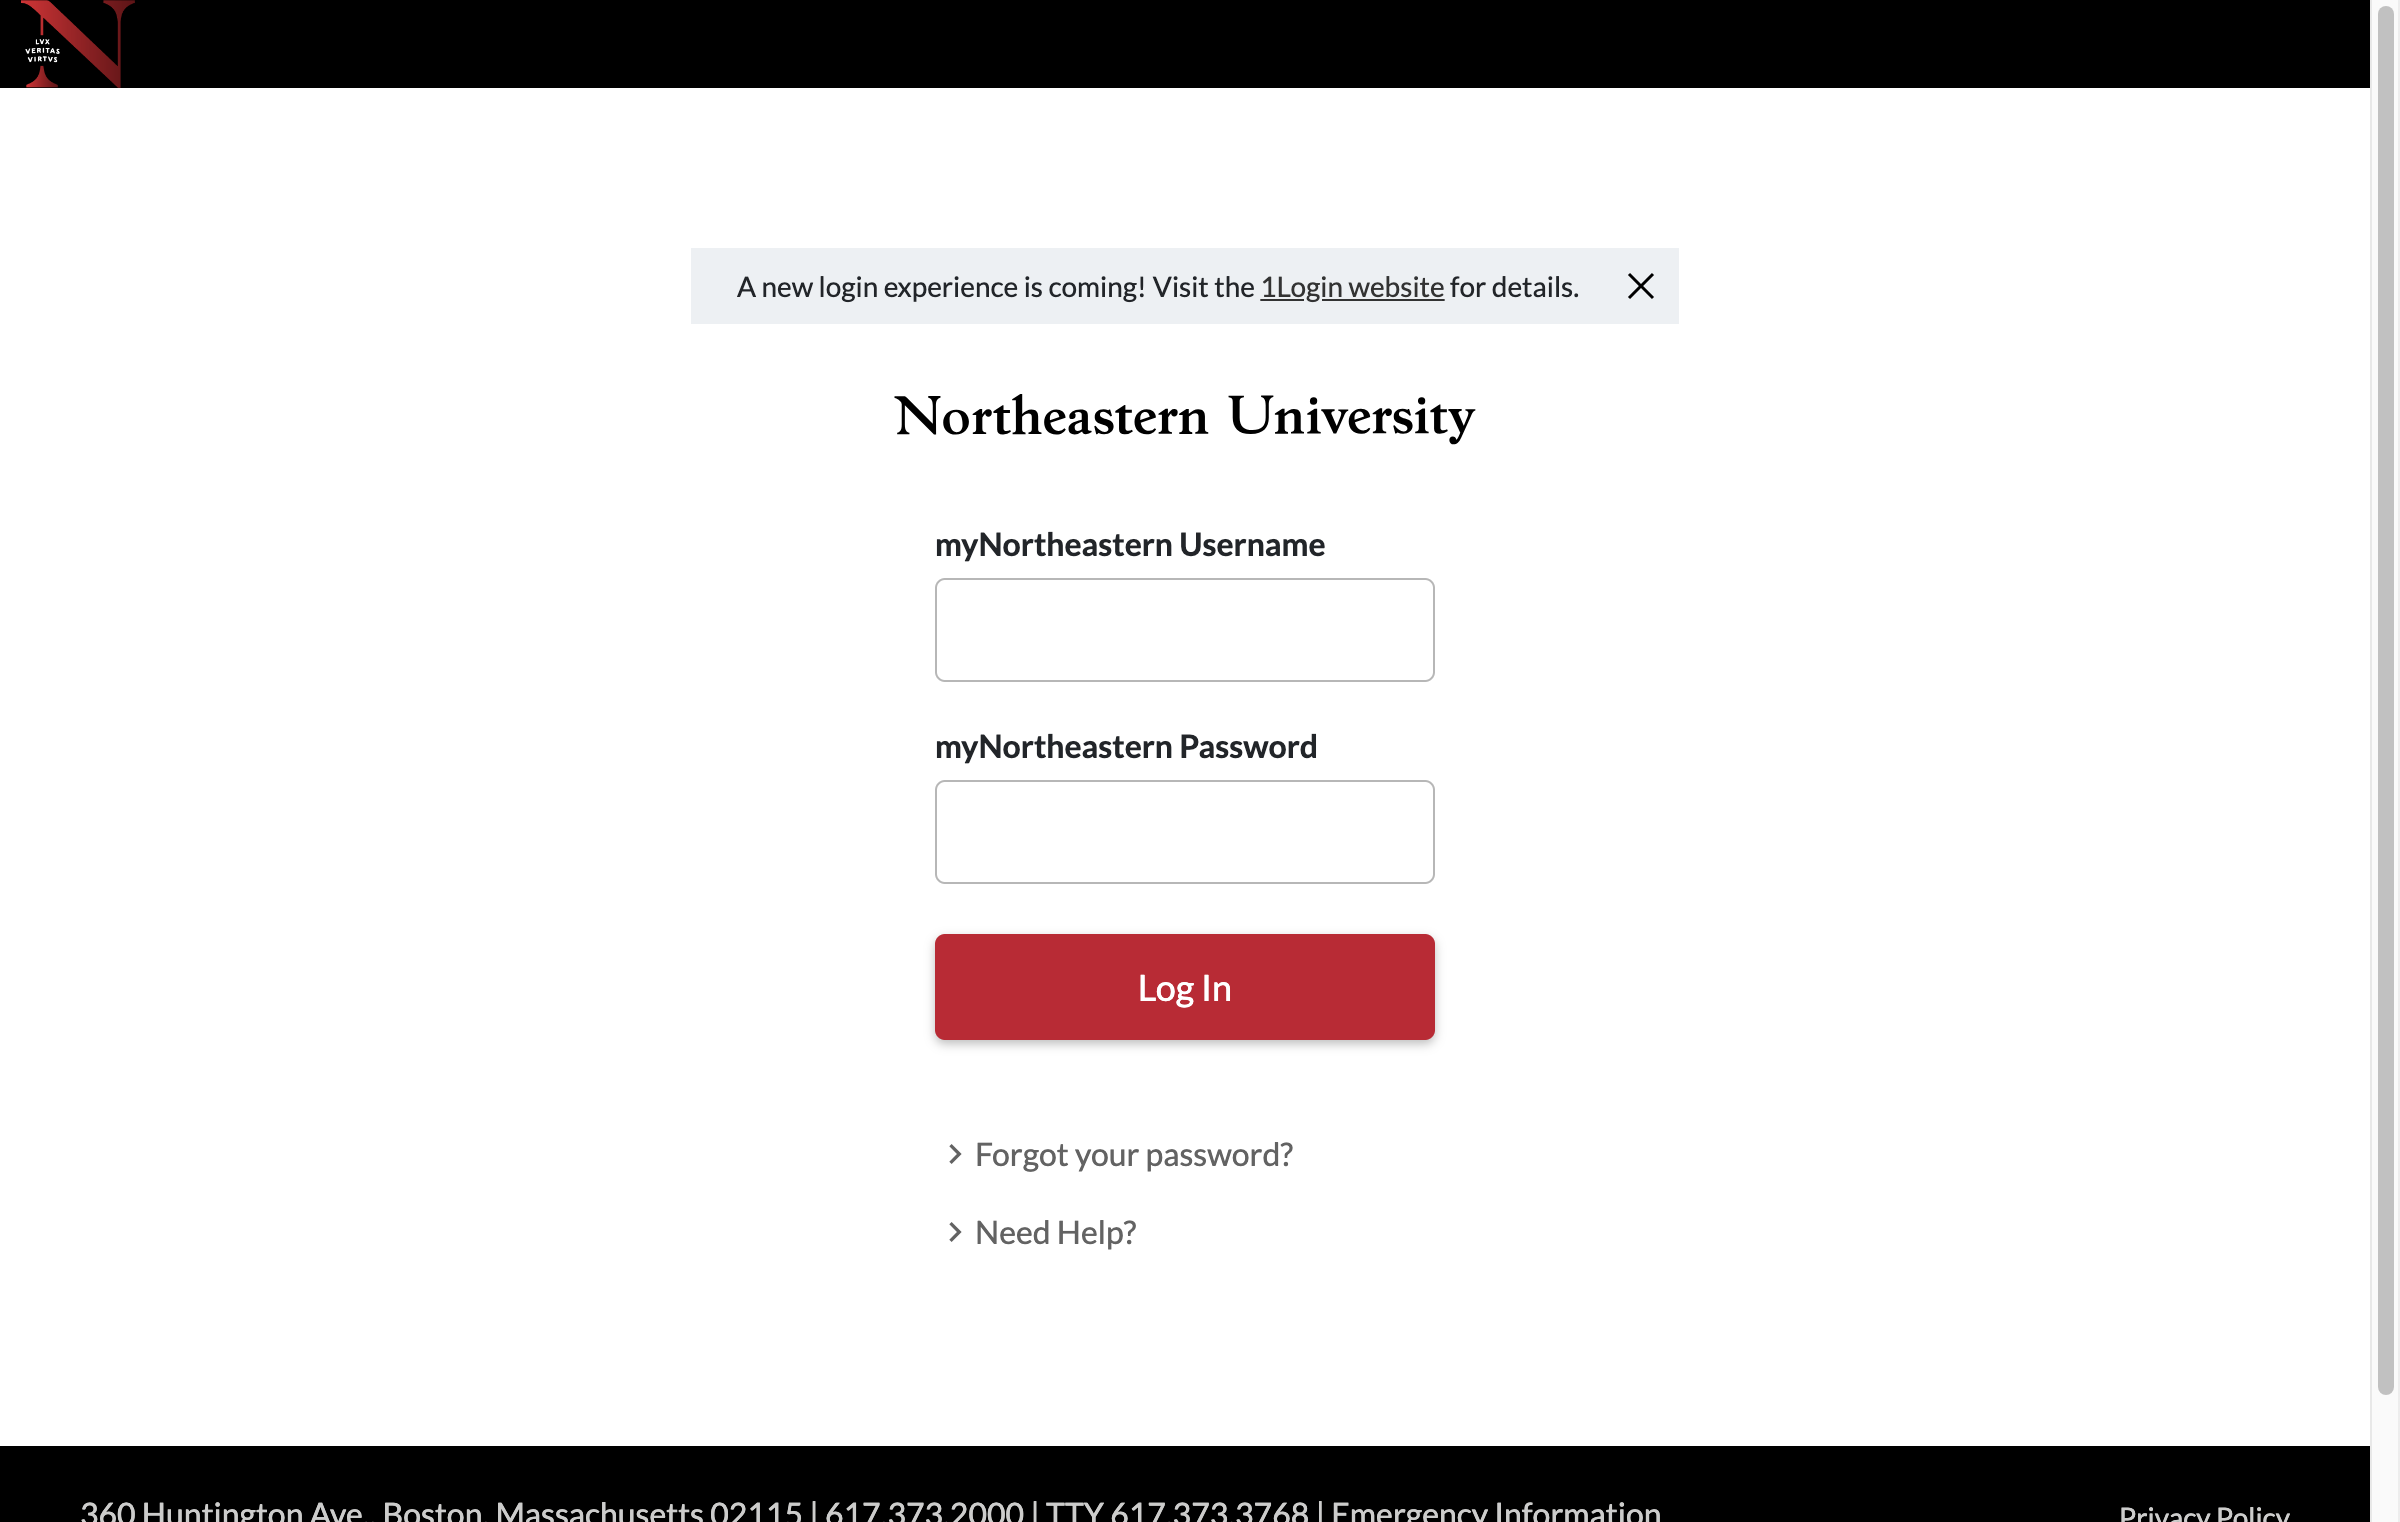 LVX
VERITAS
VIRTVS
A new login experience is coming! Visit the 1Login website for details.
Northeastern University
myNortheastern Username
myNortheastern Password
Log In
Forgot your password?
Need Help?
360 Huntington Ave., Boston, Massachusetts 02115 | 617.373.2000 | TTY 617.373.3768 | Emergency Information
Privacy Policy